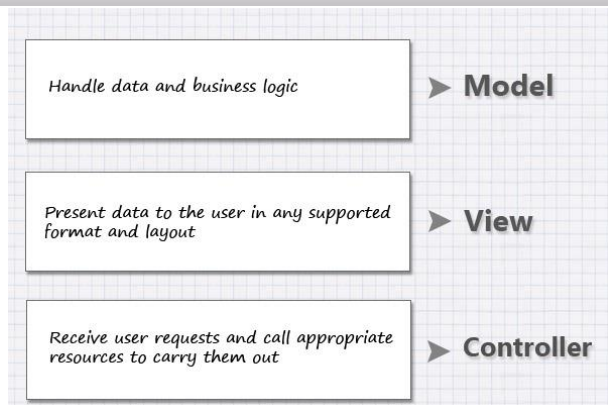 Handle data and business logic
Model
Present data to the user in any supported
format and layout
View
Receive user requests and call appropriate
resources to carry them out
Controller